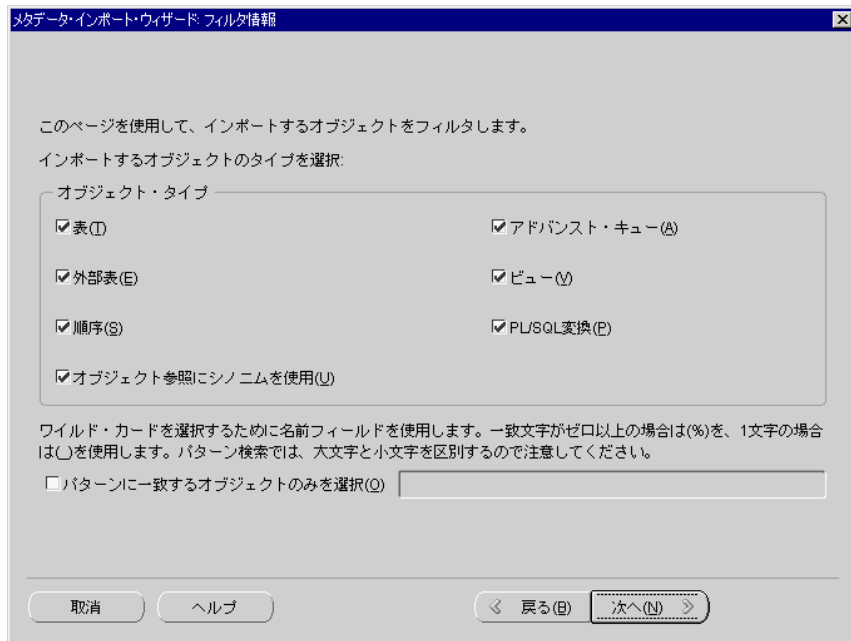 メタデータ・インポート・ウィザード: フィルタ情報
このページを使用して、インポートするオブジェクトをフィルタします。
インポートするオブジェクトのタイプを選択:
オブジェクト・タイプ
表(T)
アドバンスト・キュー(A)
外部表(E)
ビュー(V)
順序(S)
PL/SQL変換(P)
オブジェクト参照にシノニムを使用(U)
ワイルド・カードを選択するために名前フィールドを使用します。一致文字がゼロ以上の場合は(%)を、1文字の場合
は(_)を使用します。パターン検索では、大文字と小文字を区別するので注意してください。
パターンに一致するオブジェクトのみを選択(O)
取消
ヘルプ
戻る(B)
次へ(N)